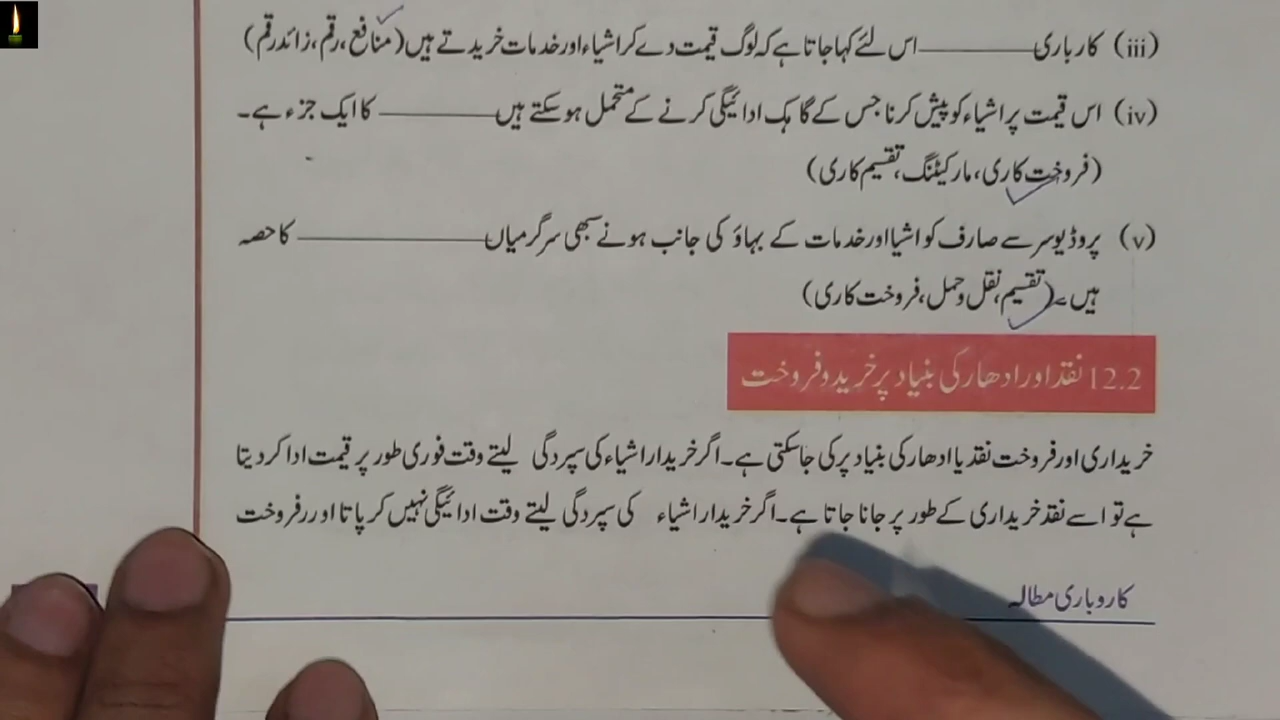 (iii) کارباری ــــــــــــ اس لئے کہا جاتا ہے کہ لوگ قیمت دے کر اشیاء اور خدمات خریدتے ہیں (منافع، رقم، زائد رقم)
(iv) اس قیمت پر اشیاء کو پیش کرنا جس کے گاہک ادائیگی کرنے کے متحمل ہو سکتے ہیں ــــــــــــ کا ایک جزء ہے۔
(فروخت کاری، مارکیٹنگ، تقسیم کاری)
(v) پروڈیوسر سے صارف کو اشیا اور خدمات کے بہاؤ کی جانب ہونے سبھی سرگرمیاں ــــــــــــ کا حصہ
ہیں۔ (تقسیم، نقل و حمل، فروخت کاری)
12.2 نقد اور ادھار کی بنیاد پر خرید و فروخت
خریداری اور فروخت نقد یا ادھار کی بنیاد پر کی جاسکتی ہے۔ اگر خریدار اشیاء کی سپردگی لیتے وقت فوری طور پر قیمت ادا کر دیتا
ہے تو اسے نقد خریداری کے طور پر جانا جاتا ہے۔ اگر خریدار اشیاء کی سپردگی لیتے وقت ادائیگی نہیں کر پاتا اور رفروخت
کاروباری مطالہ